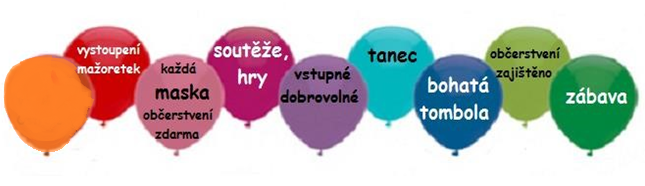 vystoupení
mažoretek
každá
maska
občerstvení
zdarma
soutěže,
hry
vstupné
dobrovolné
tanec
bohatá
tombola
občerstvení
zajištěno
zábava